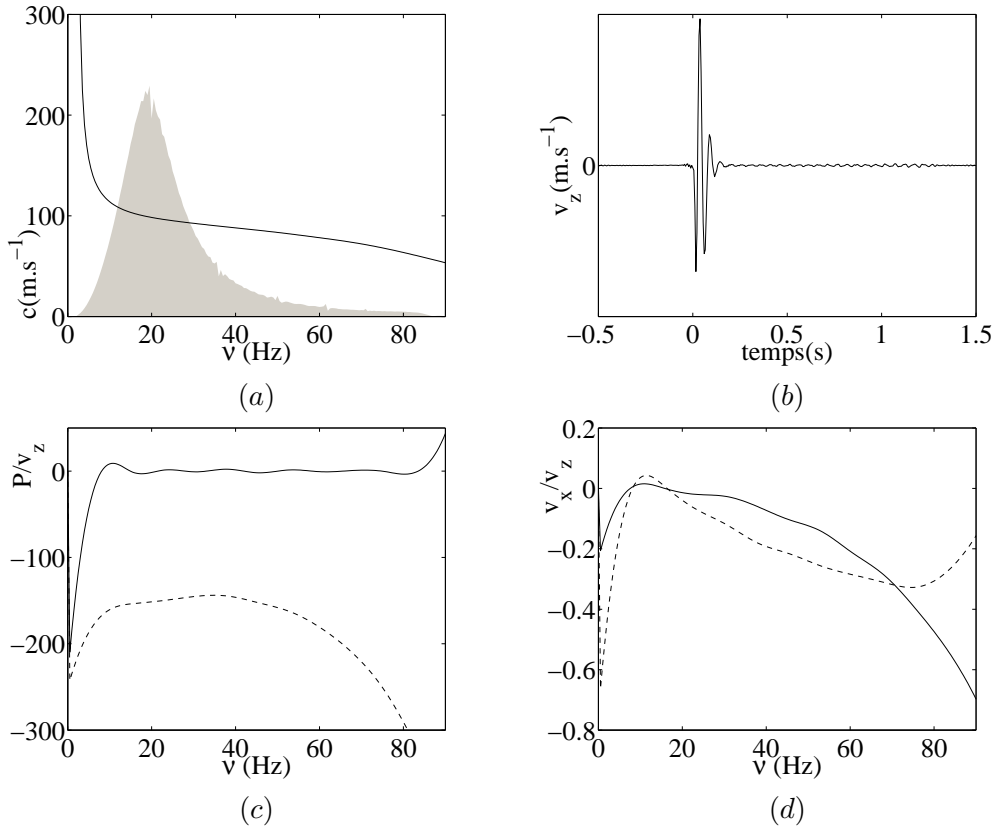 300
200
100
0
c(m.s⁻¹)
0 20 40 60 80
ν (Hz)
(a)
v_z(m.s⁻¹)
0
−0.5 0 0.5 1 1.5
temps(s)
(b)
P/v_z
0
−100
−200
−300
0 20 40 60 80
ν (Hz)
(c)
v_x/v_z
0.2
0
−0.2
−0.4
−0.6
−0.8
0 20 40 60 80
ν (Hz)
(d)